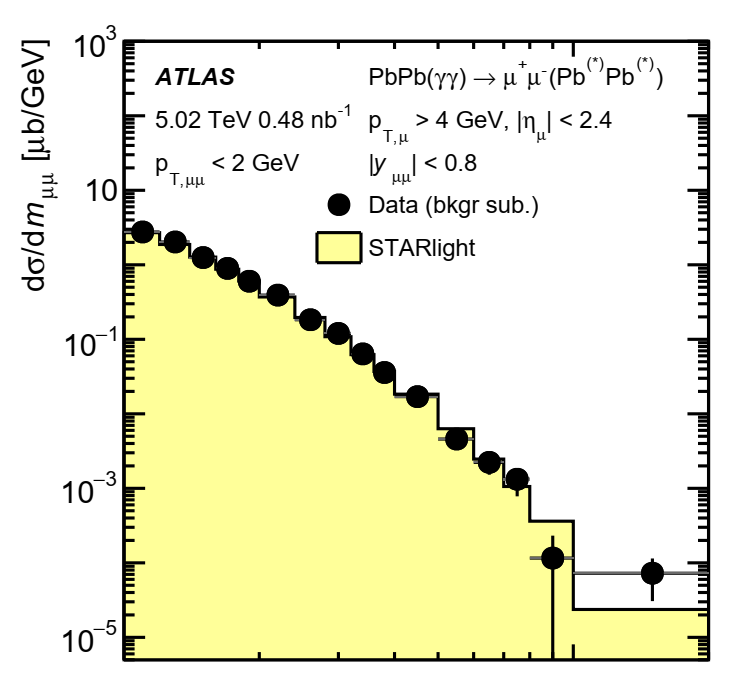 10³
ATLAS PbPb(γγ) → μ⁺μ⁻(Pb⁽*⁾Pb⁽*⁾)
5.02 TeV 0.48 nb⁻¹ p_T,μ > 4 GeV, |η_μ| < 2.4
p_T,μμ < 2 GeV |y_μμ| < 0.8
Data (bkgr sub.)
STARlight
dσ/dm_μμ [μb/GeV]
10
10⁻¹
10⁻³
10⁻⁵